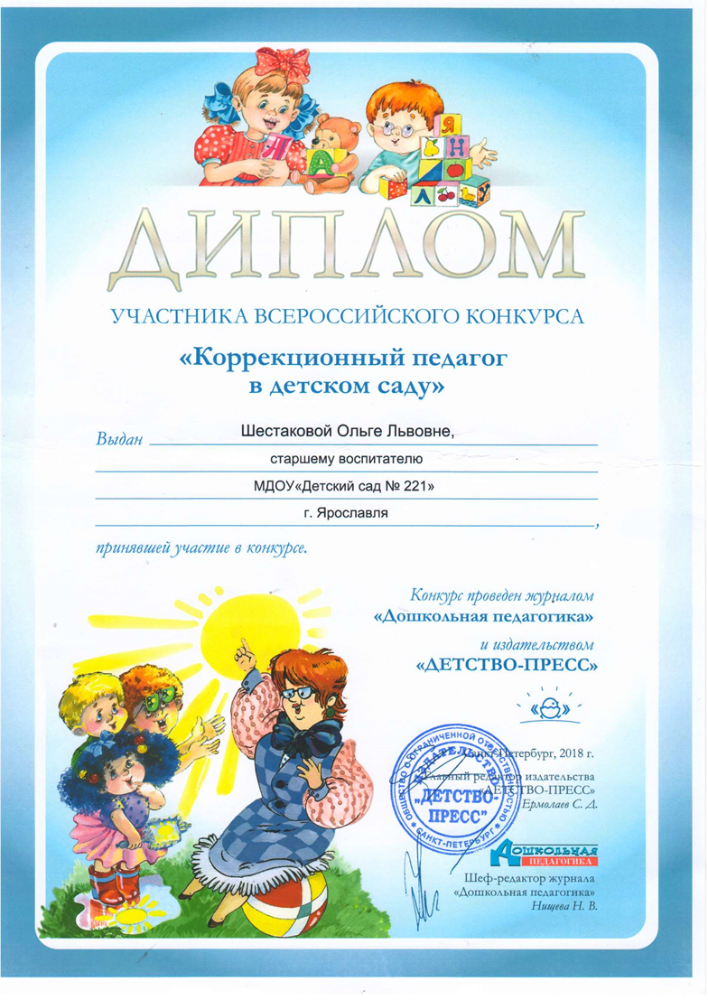 Я
А
А
Н
Л
У
ДИПЛОМ
УЧАСТНИКА ВСЕРОССИЙСКОГО КОНКУРСА
«Коррекционный педагог
в детском саду»
Выдан Шестаковой Ольге Львовне,
старшему воспитателю
МДОУ«Детский сад № 221»
г. Ярославля
,
принявшей участие в конкурсе.
Конкурс проведен журналом
«Дошкольная педагогика»
и издательством
«ДЕТСТВО-ПРЕСС»
Санкт-Петербург, 2018 г.
Главный редактор издательства
«ДЕТСТВО-ПРЕСС»
Ермолаев С. Д.
ОБЩЕСТВО С ОГРАНИЧЕННОЙ ОТВЕТСТВЕННОСТЬЮ
ИЗДАТЕЛЬСТВО
"ДЕТСТВО-
ПРЕСС"
* САНКТ-ПЕТЕРБУРГ *
Дошкольная
ПЕДАГОГИКА
Шеф-редактор журнала
«Дошкольная педагогика»
Нищева Н. В.